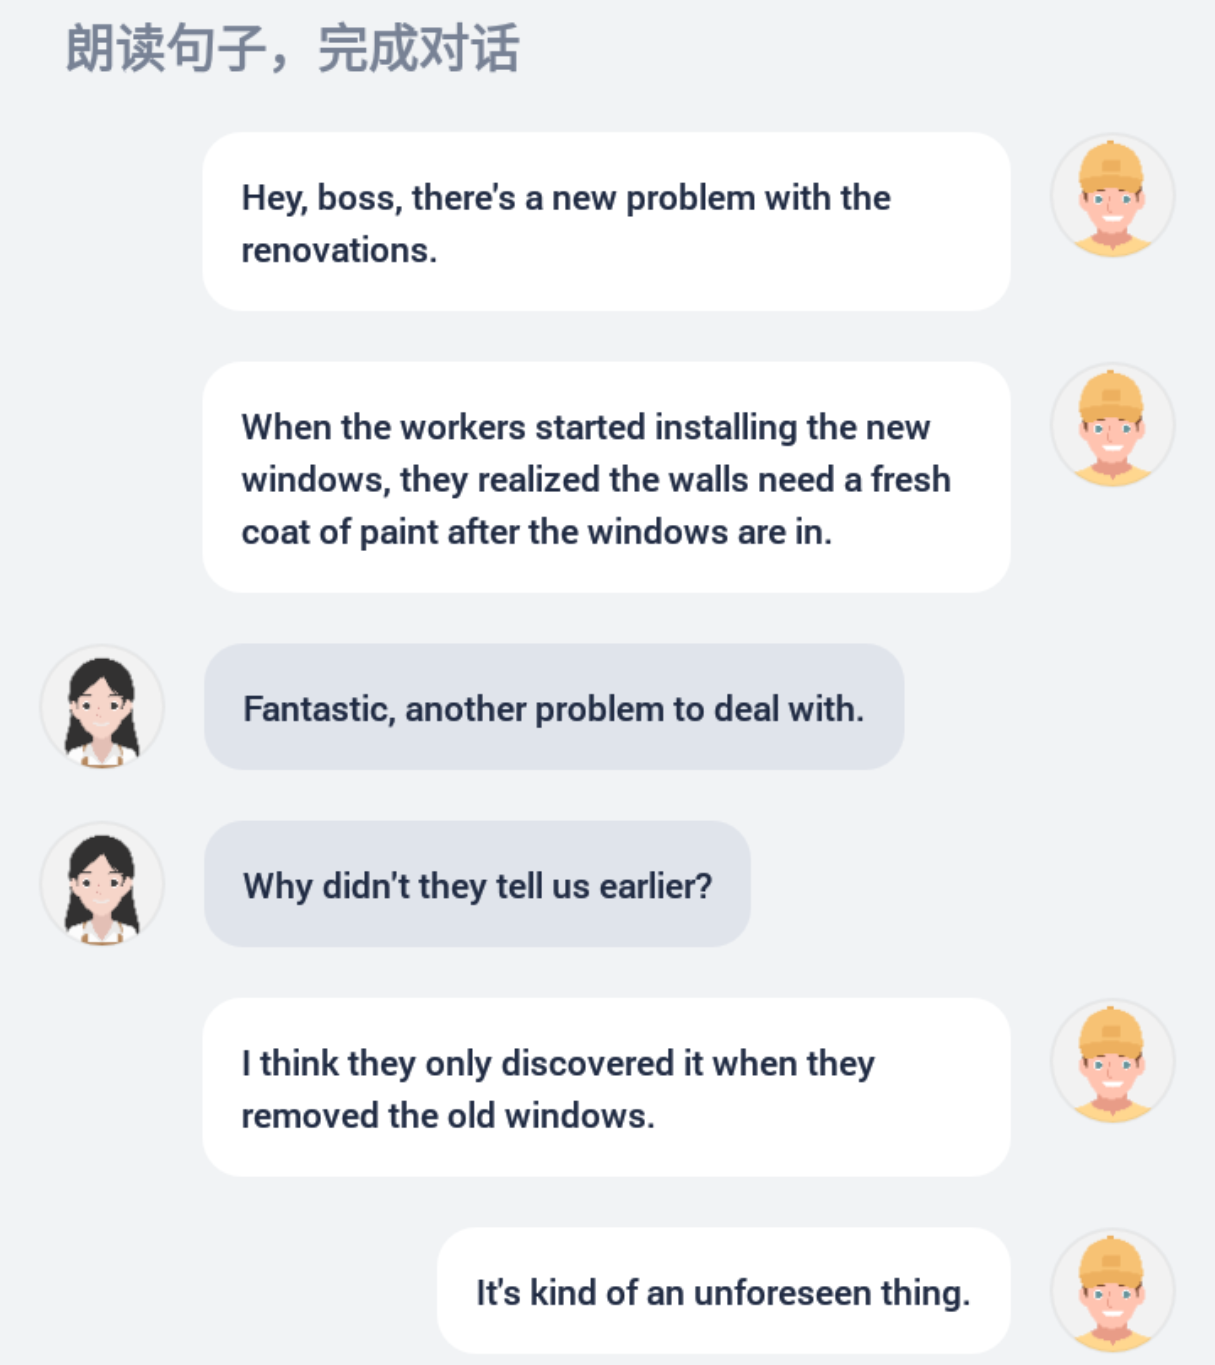 朗读句子，完成对话
Hey, boss, there's a new problem with the
renovations.
When the workers started installing the new
windows, they realized the walls need a fresh
coat of paint after the windows are in.
Fantastic, another problem to deal with.
Why didn't they tell us earlier?
I think they only discovered it when they
removed the old windows.
It's kind of an unforeseen thing.